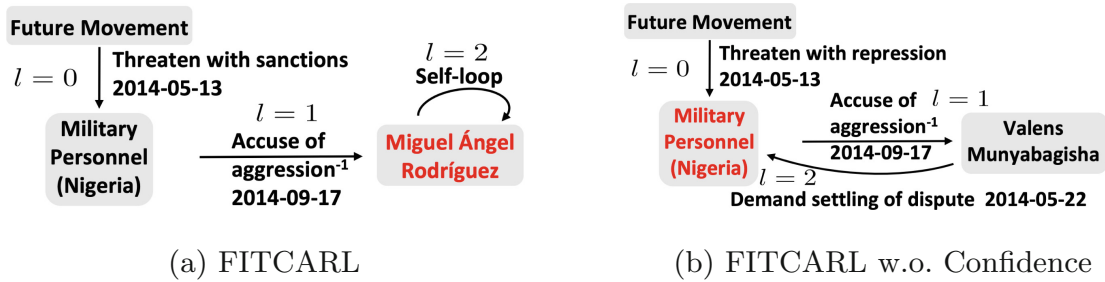 Future Movement
l = 0
Threaten with sanctions
2014-05-13
Military
Personnel
(Nigeria)
l = 1
Accuse of
aggression⁻¹
2014-09-17
l = 2
Self-loop
Miguel Ángel
Rodríguez
(a) FITCARL
Future Movement
l = 0
Threaten with repression
2014-05-13
Military
Personnel
(Nigeria)
Accuse of
aggression⁻¹
2014-09-17
l = 1
Valens
Munyabagisha
l = 2
Demand settling of dispute 2014-05-22
(b) FITCARL w.o. Confidence